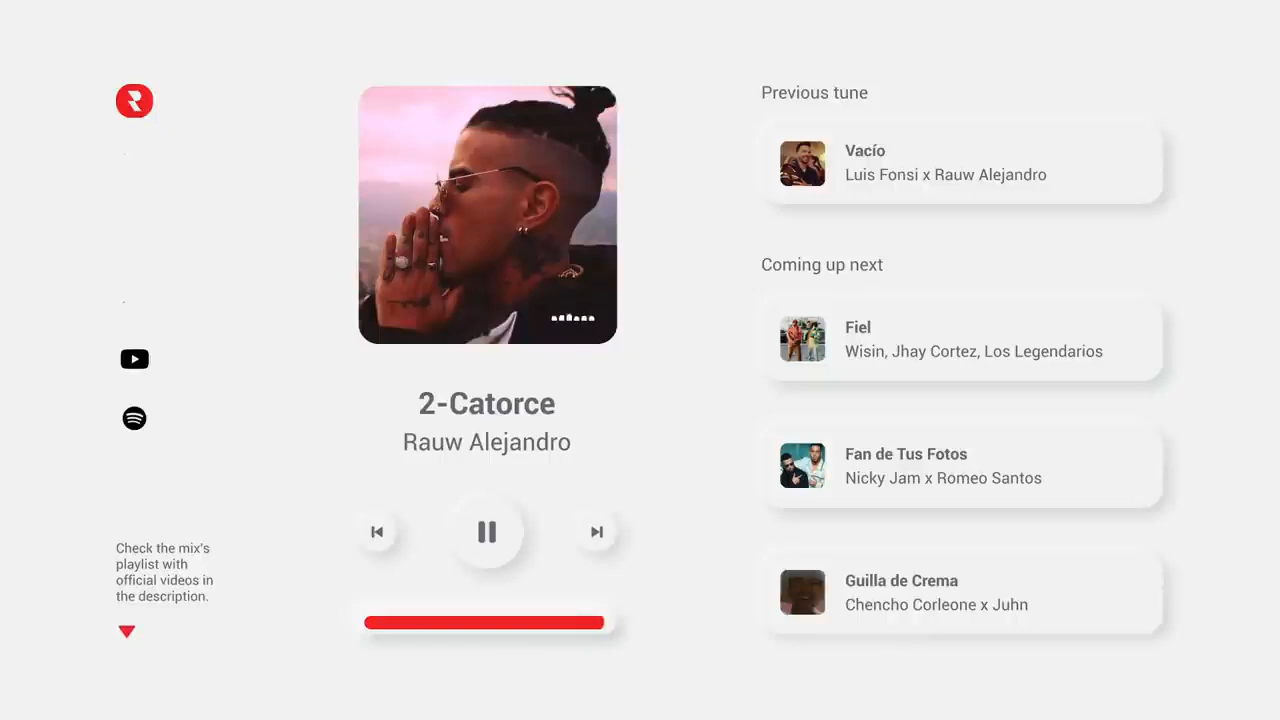 Previous tune
Vacío
Luis Fonsi x Rauw Alejandro
Coming up next
Fiel
Wisin, Jhay Cortez, Los Legendarios
2-Catorce
Rauw Alejandro
Fan de Tus Fotos
Nicky Jam x Romeo Santos
Check the mix's
playlist with
official videos in
the description.
Guilla de Crema
Chencho Corleone x Juhn